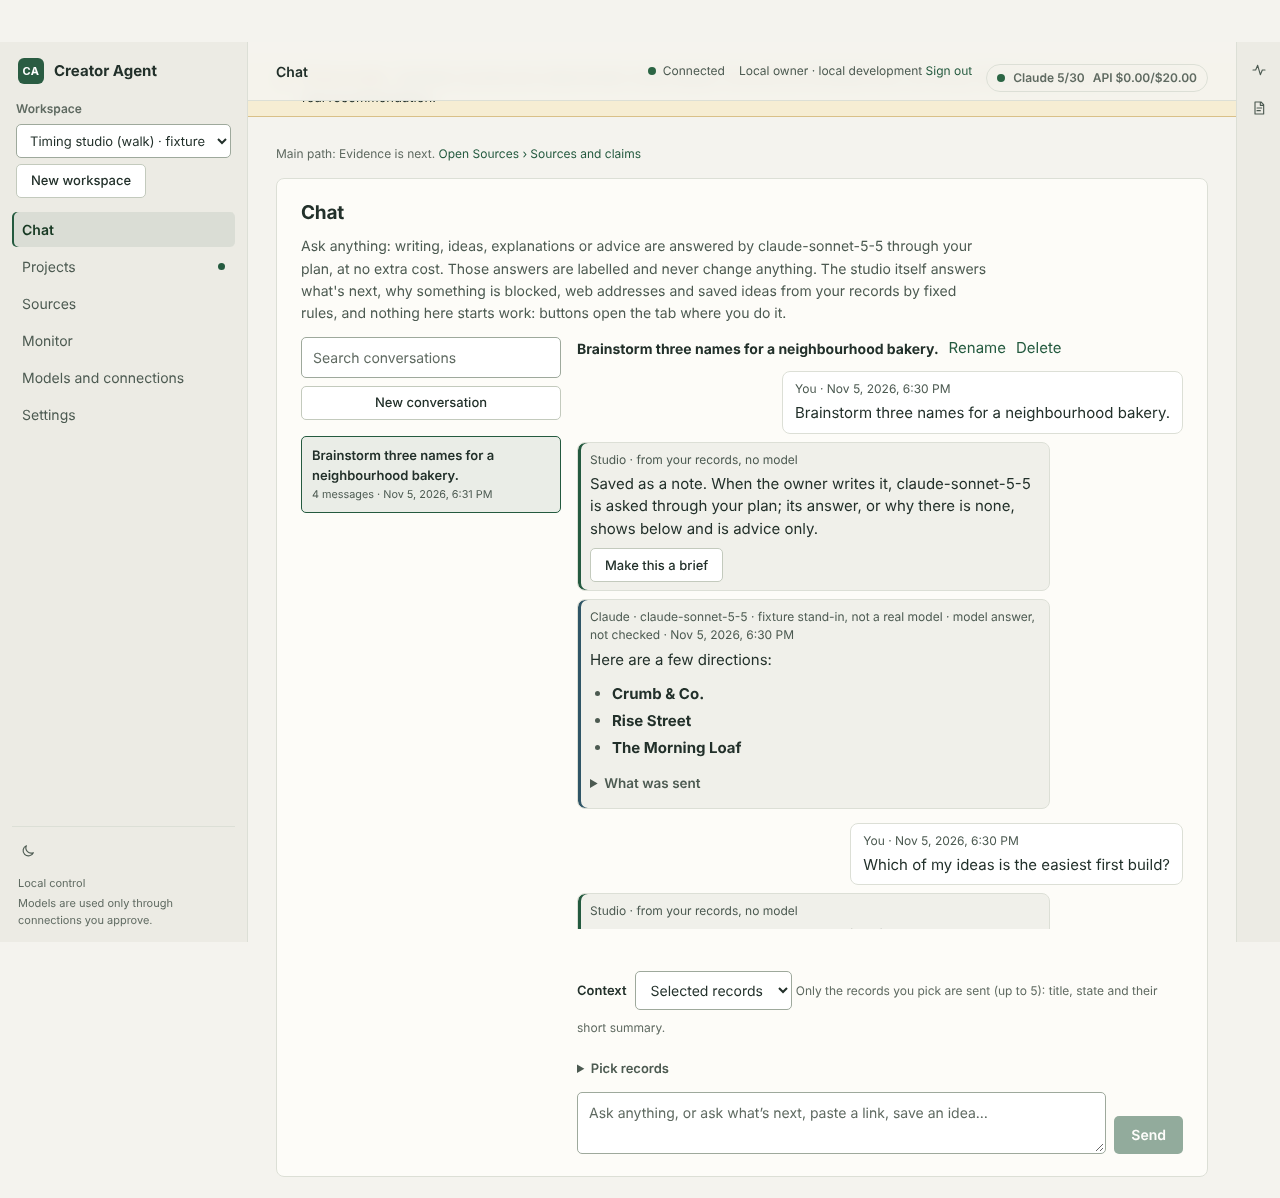 CA Creator Agent
Workspace
Timing studio (walk) · fixture
New workspace
Chat
Projects
Sources
Monitor
Models and connections
Settings
Local control
Models are used only through
connections you approve.
Chat
Connected Local owner · local development Sign out
Claude 5/30 API $0.00/$20.00
Main path: Evidence is next. Open Sources › Sources and claims
Chat
Ask anything: writing, ideas, explanations or advice are answered by claude-sonnet-5-5 through your
plan, at no extra cost. Those answers are labelled and never change anything. The studio itself answers
what's next, why something is blocked, web addresses and saved ideas from your records by fixed
rules, and nothing here starts work: buttons open the tab where you do it.
Search conversations
New conversation
Brainstorm three names for a
neighbourhood bakery.
4 messages · Nov 5, 2026, 6:31 PM
Brainstorm three names for a neighbourhood bakery. Rename Delete
You · Nov 5, 2026, 6:30 PM
Brainstorm three names for a neighbourhood bakery.
Studio · from your records, no model
Saved as a note. When the owner writes it, claude-sonnet-5-5
is asked through your plan; its answer, or why there is none,
shows below and is advice only.
Make this a brief
Claude · claude-sonnet-5-5 · fixture stand-in, not a real model · model answer,
not checked · Nov 5, 2026, 6:30 PM
Here are a few directions:
• Crumb & Co.
• Rise Street
• The Morning Loaf
What was sent
You · Nov 5, 2026, 6:30 PM
Which of my ideas is the easiest first build?
Studio · from your records, no model
Context Selected records Only the records you pick are sent (up to 5): title, state and their
short summary.
Pick records
Ask anything, or ask what's next, paste a link, save an idea...
Send